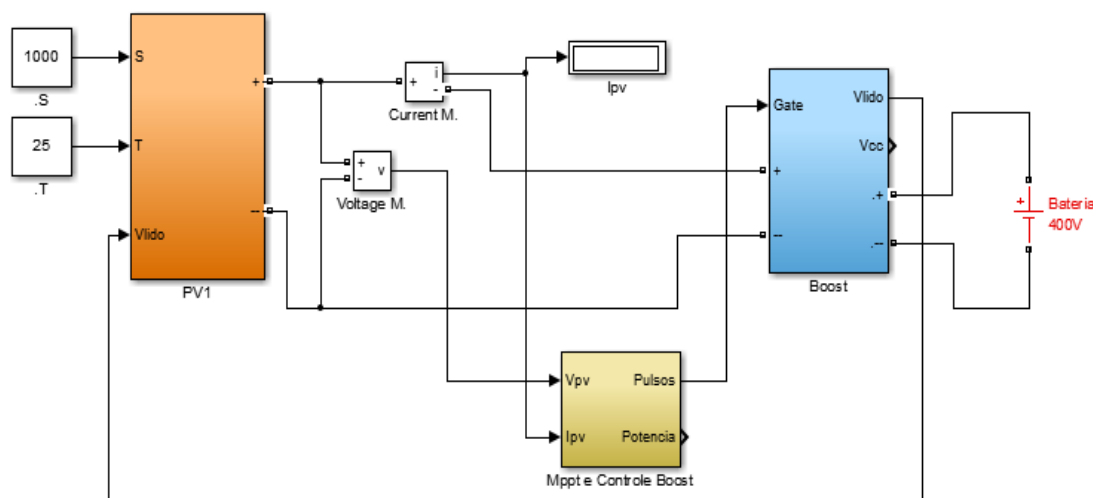 1000
.S
25
.T
S
T
Vlido
+
--
PV1
+
i
-
Current M.
+
-
v
Voltage M.
Ipv
Gate
+
--
Vlido
Vcc
.+
.--
Boost
+
Bateria
400V
Vpv
Ipv
Pulsos
Potencia
Mppt e Controle Boost